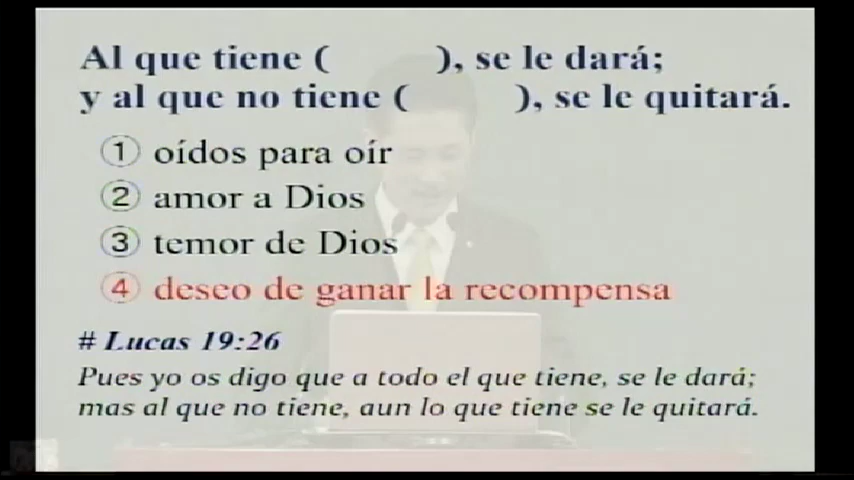 Al que tiene (          ), se le dará;
y al que no tiene (          ), se le quitará.
① oídos para oír
② amor a Dios
③ temor de Dios
④ deseo de ganar la recompensa
# Lucas 19:26
Pues yo os digo que a todo el que tiene, se le dará;
mas al que no tiene, aun lo que tiene se le quitará.